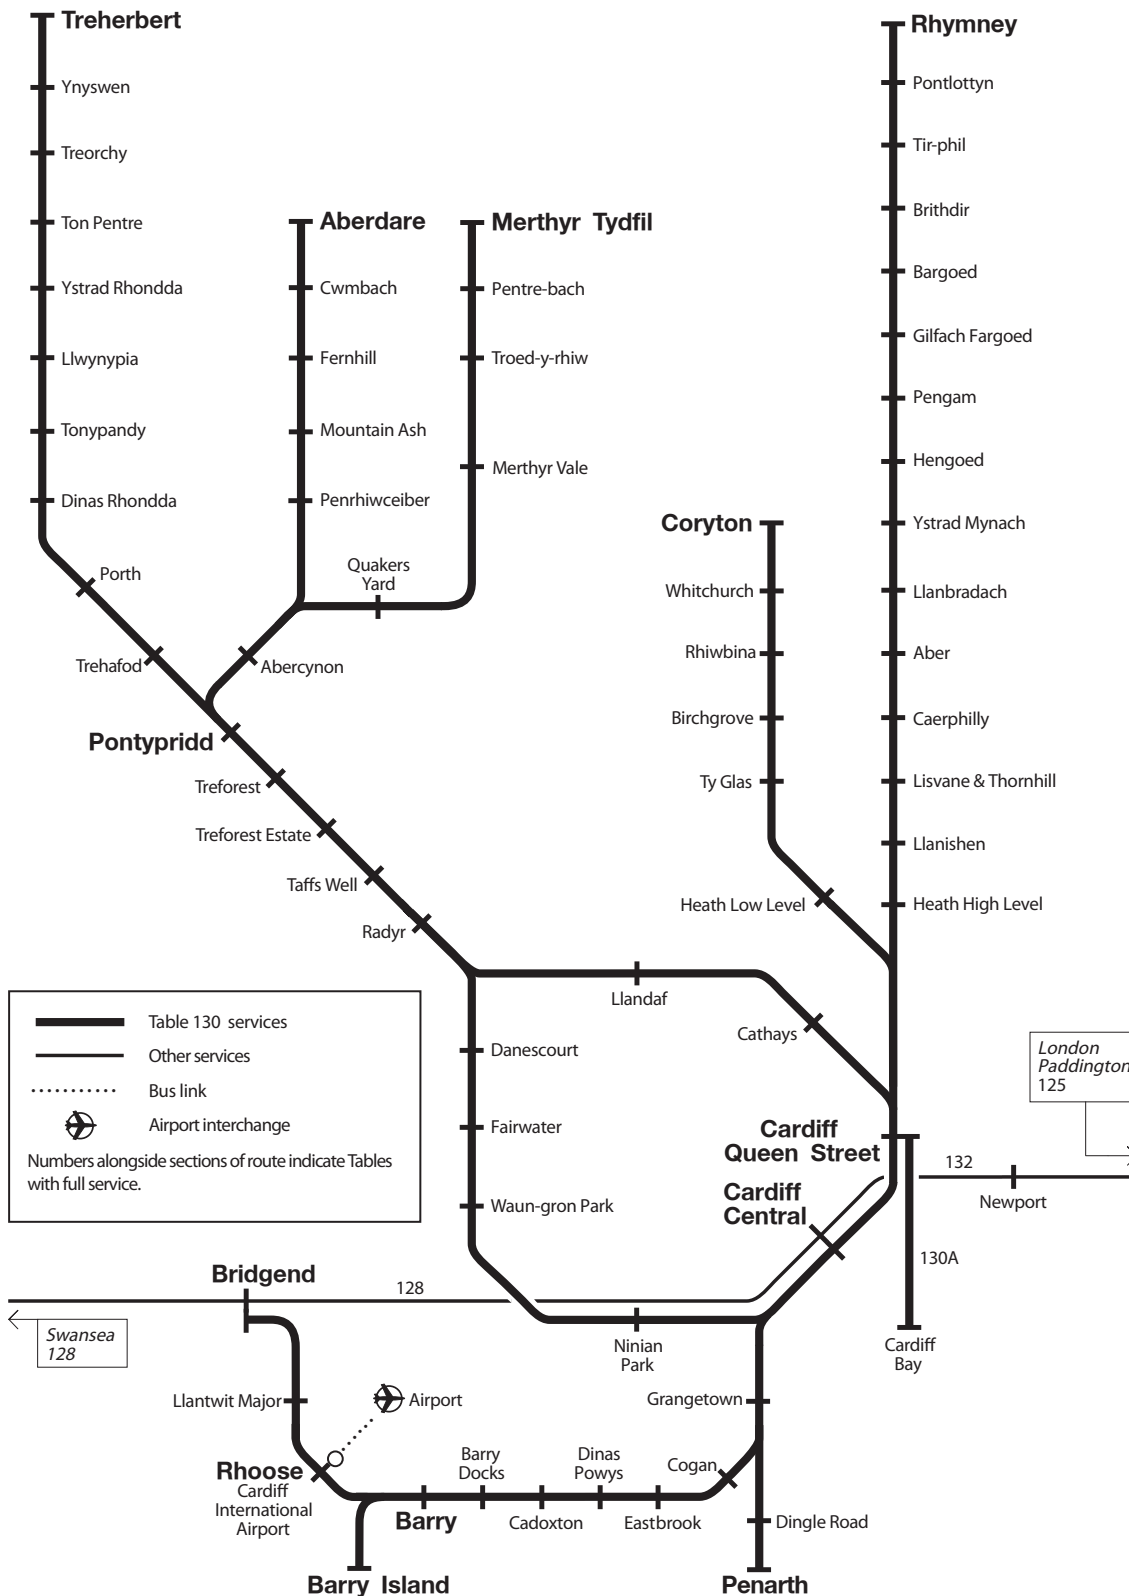 Treherbert
Ynyswen
Treorchy
Ton Pentre
Ystrad Rhondda
Llwynypia
Tonypandy
Dinas Rhondda
Porth
Trehafod
Aberdare
Cwmbach
Fernhill
Mountain Ash
Penrhiwceiber
Merthyr Tydfil
Pentre-bach
Troed-y-rhiw
Merthyr Vale
Quakers
Yard
Abercynon
Pontypridd
Treforest
Treforest Estate
Taffs Well
Radyr
Rhymney
Pontlottyn
Tir-phil
Brithdir
Bargoed
Gilfach Fargoed
Pengam
Hengoed
Ystrad Mynach
Llanbradach
Aber
Caerphilly
Lisvane & Thornhill
Llanishen
Heath High Level
Coryton
Whitchurch
Rhiwbina
Birchgrove
Ty Glas
Heath Low Level
Llandaf
Cathays
Danescourt
Fairwater
Waun-gron Park
Ninian
Park
Table 130 services
Other services
Bus link
Airport interchange
Numbers alongside sections of route indicate Tables
with full service.
London
Paddington
125
Cardiff
Queen Street
Cardiff
Central
132
Newport
130A
Cardiff
Bay
Bridgend
128
Swansea
128
Llantwit Major
Airport
Rhoose
Cardiff
International
Airport
Barry
Barry
Docks
Cadoxton
Dinas
Powys
Eastbrook
Cogan
Grangetown
Dingle Road
Barry Island
Penarth